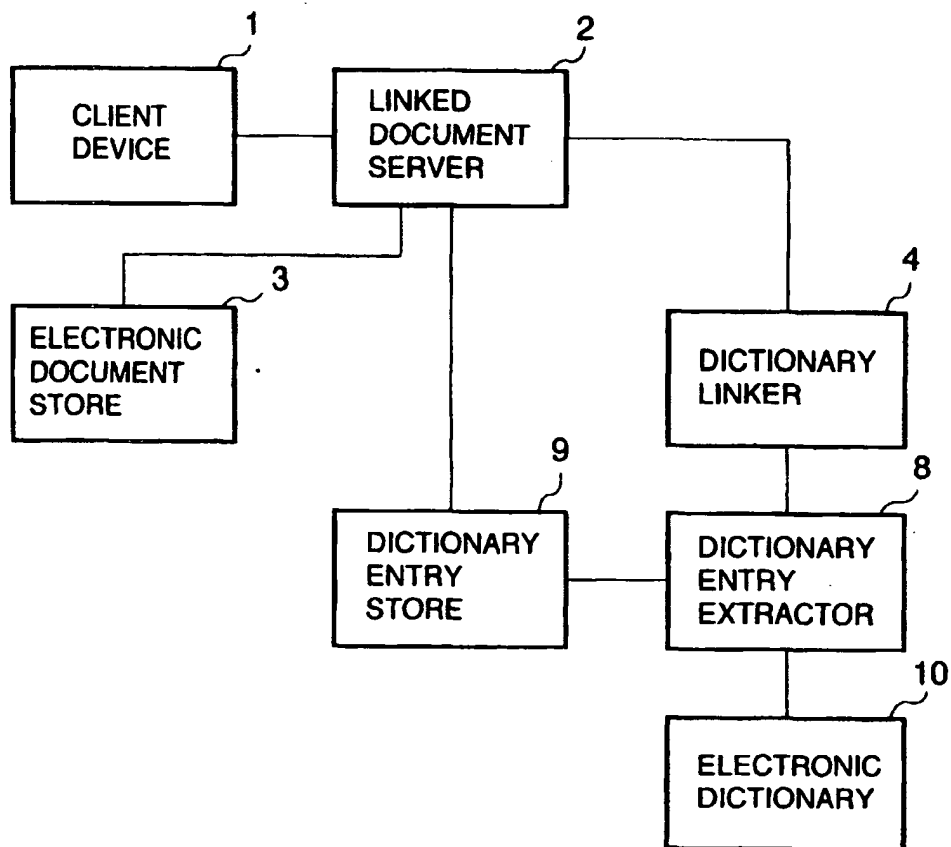 1
CLIENT
DEVICE
2
LINKED
DOCUMENT
SERVER
3
ELECTRONIC
DOCUMENT
STORE
4
DICTIONARY
LINKER
9
DICTIONARY
ENTRY
STORE
8
DICTIONARY
ENTRY
EXTRACTOR
10
ELECTRONIC
DICTIONARY